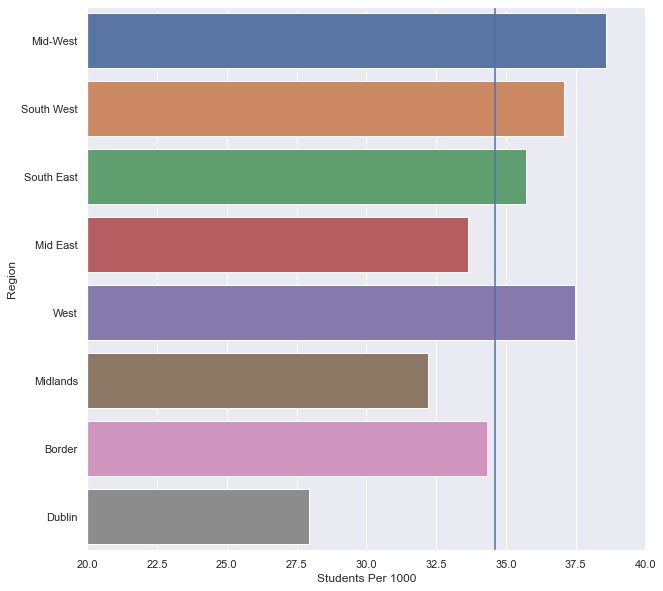 Mid-West
South West
South East
Mid East
West
Midlands
Border
Dublin
Region
20.0 22.5 25.0 27.5 30.0 32.5 35.0 37.5 40.0
Students Per 1000